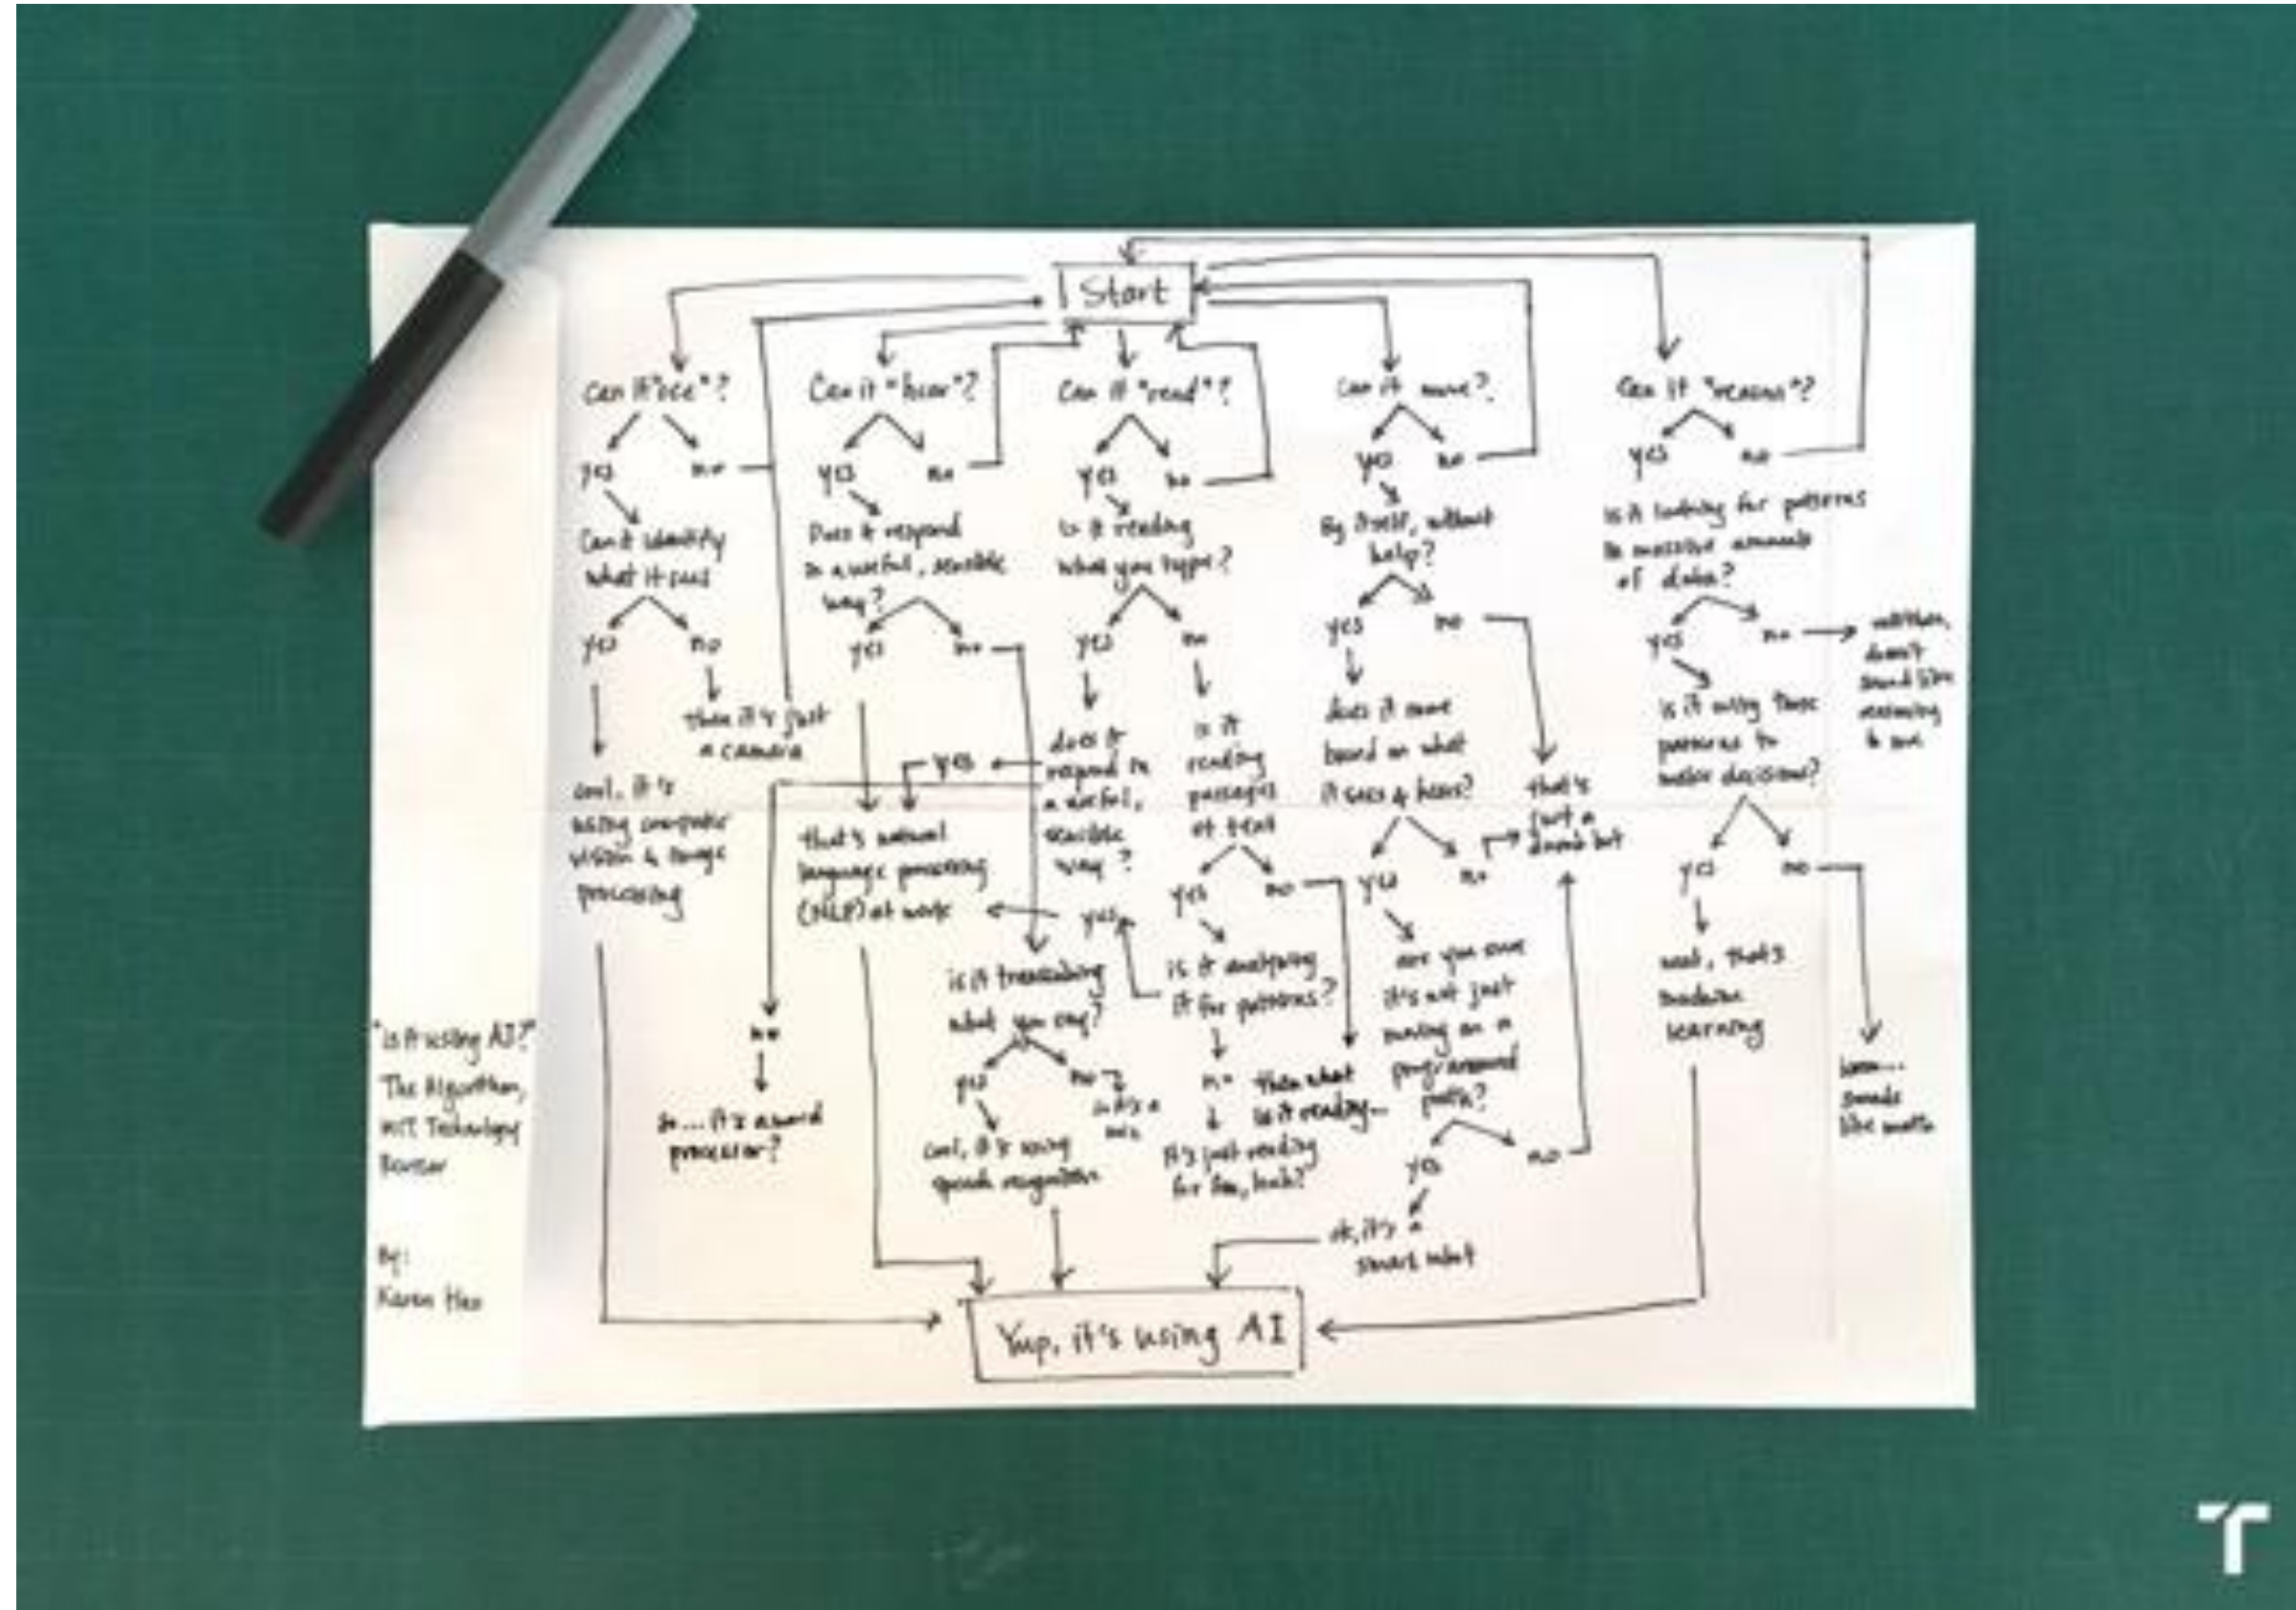 Start
Can it "see"?
yes
no
Can it identify
what it sees
yes
no
then it's just
a camera
cool, it's
using computer
vision & image
processing
Can it "hear"?
yes
no
Does it respond
in a useful, sensible
way?
yes
no
that's natural
language processing
(NLP) at work
is it transcribing
what you say?
yes
no
cool, it's using
speech recognition
Can it "read"?
yes
no
is it reading
what you type?
yes
no
does it
respond in
a useful,
sensible
way?
yes
no
so... it's a word
processor?
is it
reading
passages
of text
yes
no
then what
is it reading...
is it analyzing
it for patterns?
yes
no
it's just reading
for fun, huh?
Can it move?
yes
no
By itself, without
help?
yes
no
does it move
based on what
it sees & hears?
yes
no
that's
just a
dumb bot
are you sure
it's not just
moving on a
programmed
path?
yes
no
ok, it's a
smart robot
Can it "reason"?
yes
no
is it looking for patterns
in massive amounts
of data?
yes
no
doesn't
sound like
reasoning
to me
is it using those
patterns to
make decisions?
yes
no
neat, that's
machine
learning
sounds
like math
Yup, it's using AI
"is it using AI?"
The Algorithm,
MIT Technology
Review
By:
Karen Hao